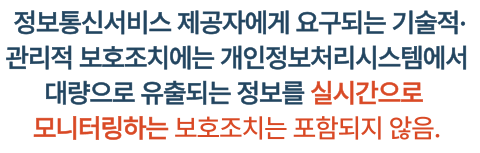 정보통신서비스 제공자에게 요구되는 기술적·
관리적 보호조치에는 개인정보처리시스템에서
대량으로 유출되는 정보를 실시간으로
모니터링하는 보호조치는 포함되지 않음.